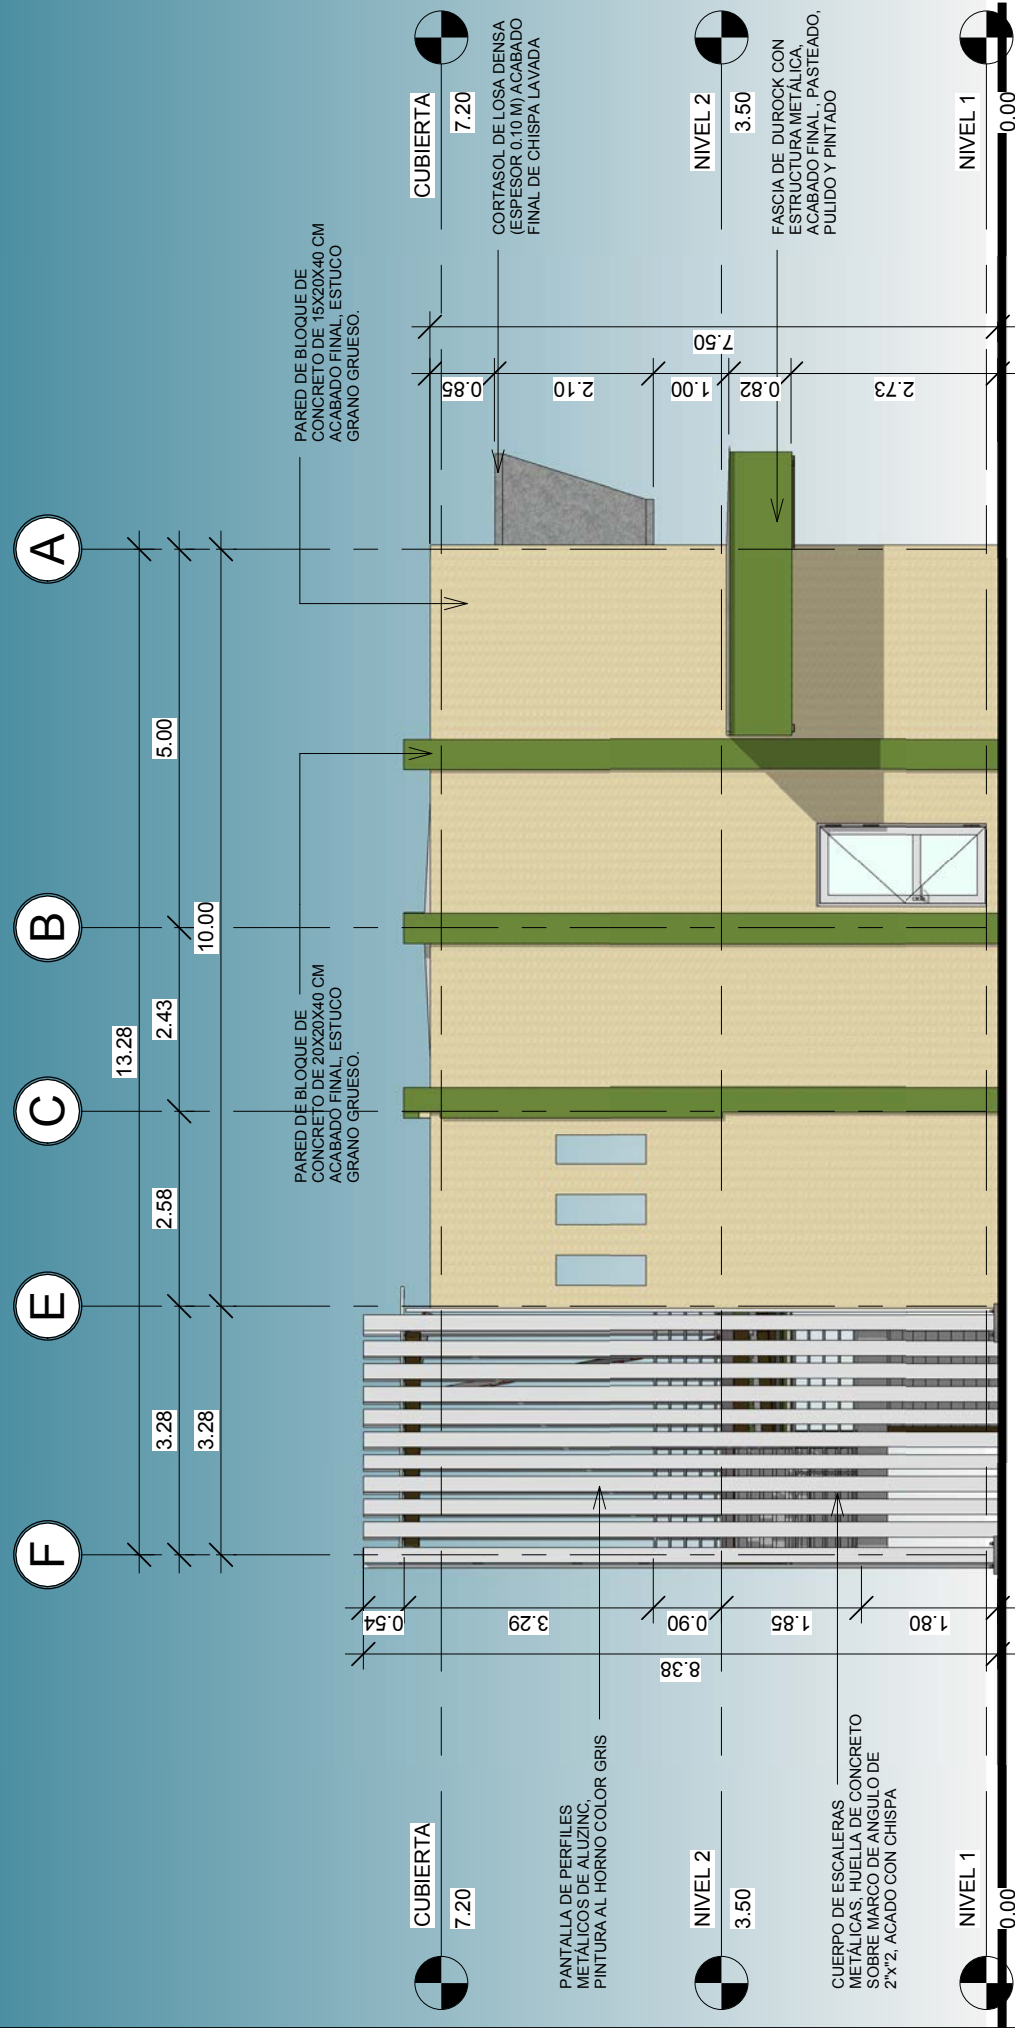 F
E
C
B
A
13.28
3.28
2.58
2.43
5.00
3.28
10.00
PARED DE BLOQUE DE
CONCRETO DE 20X20X40 CM
ACABADO FINAL, ESTUCO
GRANO GRUESO.
PARED DE BLOQUE DE
CONCRETO DE 15X20X40 CM
ACABADO FINAL, ESTUCO
GRANO GRUESO.
CUBIERTA
7.20
NIVEL 2
3.50
NIVEL 1
0.00
PANTALLA DE PERFILES
METÁLICOS DE ALUZINC,
PINTURA AL HORNO COLOR GRIS
CUERPO DE ESCALERAS
METÁLICAS, HUELLA DE CONCRETO
SOBRE MARCO DE ANGULO DE
2"x"2, ACADO CON CHISPA
8.38
0.54
3.29
0.90
1.85
1.80
0.85
2.10
1.00
0.82
2.73
7.50
CORTASOL DE LOSA DENSA
(ESPESOR 0.10 M) ACABADO
FINAL DE CHISPA LAVADA
FASCIA DE DUROCK CON
ESTRUCTURA METÁLICA,
ACABADO FINAL , PASTEADO,
PULIDO Y PINTADO
CUBIERTA
7.20
NIVEL 2
3.50
NIVEL 1
0.00